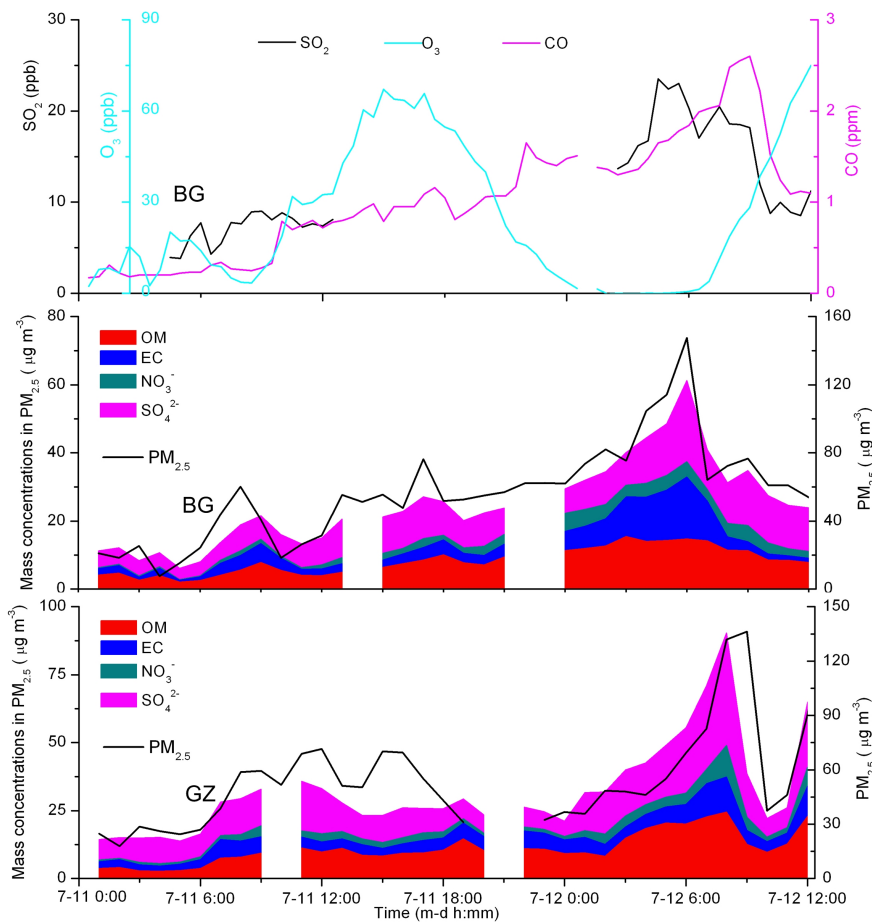 SO₂ O₃ CO
SO₂ (ppb)
30
20
10
0
O₃ (ppb)
90
60
30
0
BG
CO (ppm)
3
2
1
0
Mass concentrations in PM₂.₅ ( μg m⁻³)
80
60
40
20
0
OM
EC
NO₃⁻
SO₄²⁻
PM₂.₅
BG
PM₂.₅ ( μg m⁻³)
160
120
80
40
0
Mass concentrations in PM₂.₅ ( μg m⁻³)
100
75
50
25
0
OM
EC
NO₃⁻
SO₄²⁻
PM₂.₅
GZ
PM₂.₅ ( μg m⁻³)
150
120
90
60
30
0
7-11 0:00 7-11 6:00 7-11 12:00 7-11 18:00 7-12 0:00 7-12 6:00 7-12 12:00
Time (m-d h:mm)